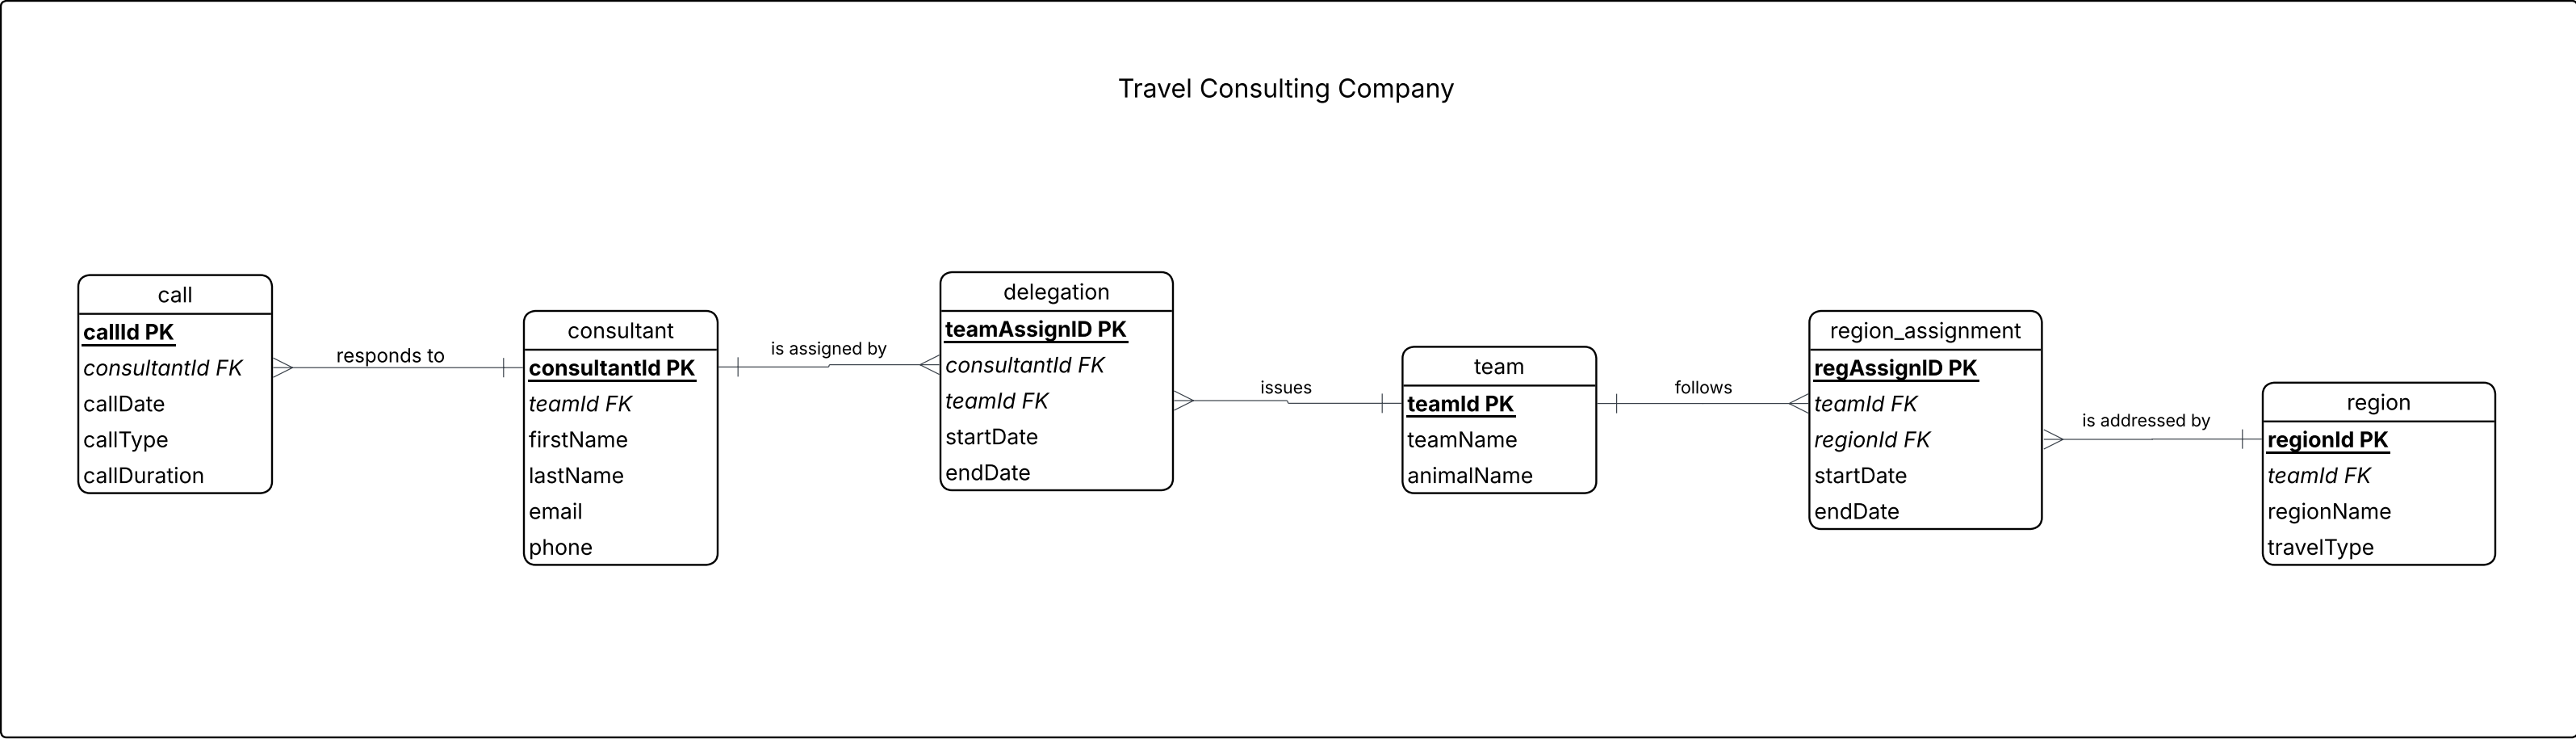 Travel Consulting Company
call
callId PK
consultantId FK
callDate
callType
callDuration
responds to
consultant
consultantId PK
teamId FK
firstName
lastName
email
phone
is assigned by
delegation
teamAssignID PK
consultantId FK
teamId FK
startDate
endDate
issues
team
teamId PK
teamName
animalName
follows
region_assignment
regAssignID PK
teamId FK
regionId FK
startDate
endDate
is addressed by
region
regionId PK
teamId FK
regionName
travelType